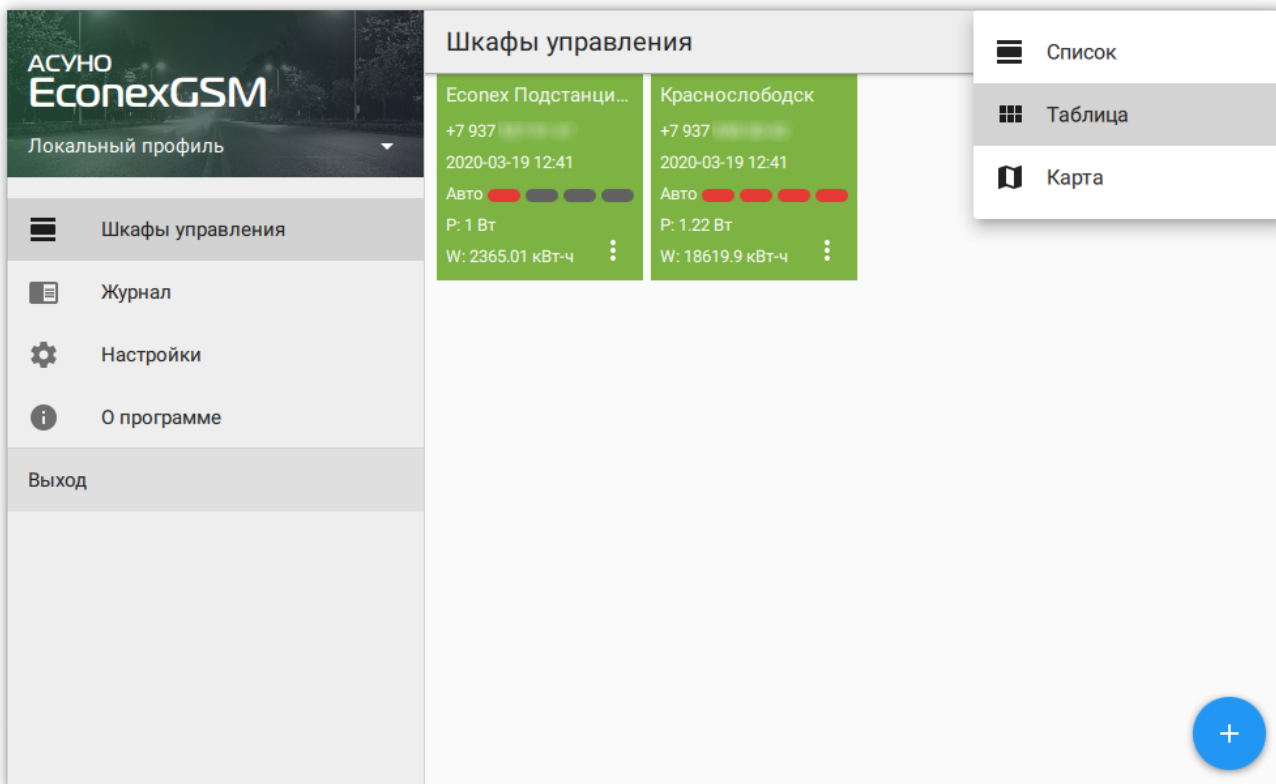 АСУНО
EconexGSM
Локальный профиль
Шкафы управления
Журнал
Настройки
О программе
Выход
Шкафы управления
Econex Подстанци...
+7 937
2020-03-19 12:41
Авто
P: 1 Вт
W: 2365.01 кВт-ч
Краснослободск
+7 937
2020-03-19 12:41
Авто
P: 1.22 Вт
W: 18619.9 кВт-ч
Список
Таблица
Карта